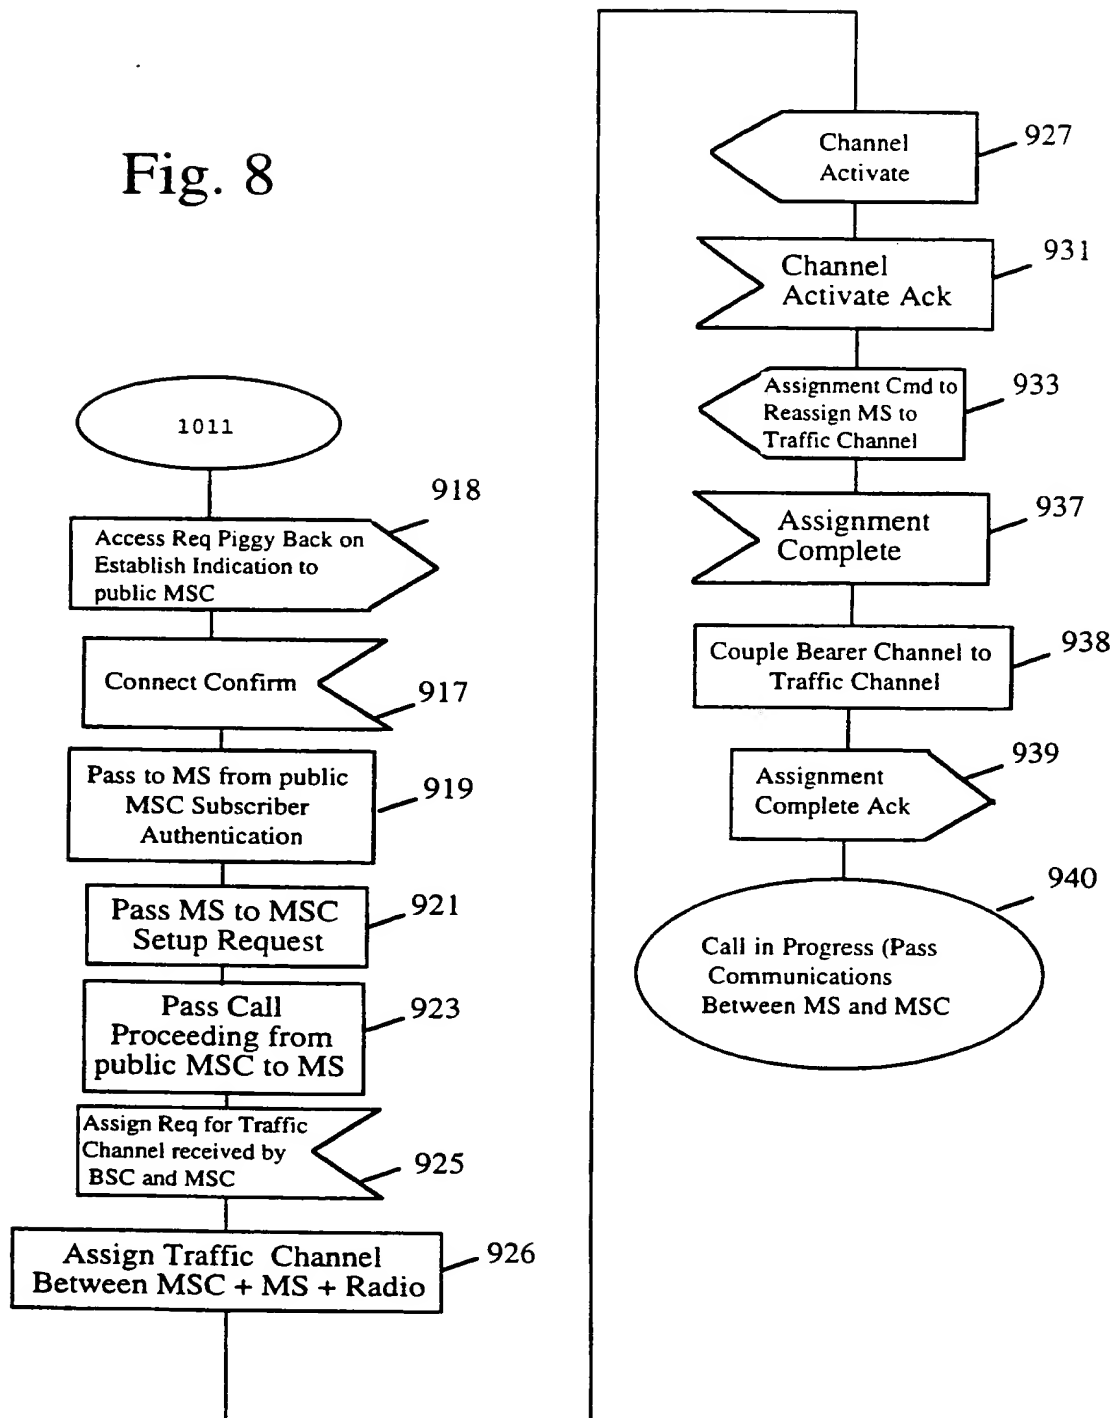 Fig. 8
1011
918
Access Req Piggy Back on
Establish Indication to
public MSC
Connect Confirm
917
Pass to MS from public
MSC Subscriber
Authentication
919
Pass MS to MSC
Setup Request
921
Pass Call
Proceeding from
public MSC to MS
923
Assign Req for Traffic
Channel received by
BSC and MSC
925
Assign Traffic Channel
Between MSC + MS + Radio
926
Channel
Activate
927
Channel
Activate Ack
931
Assignment Cmd to
Reassign MS to
Traffic Channel
933
Assignment
Complete
937
Couple Bearer Channel to
Traffic Channel
938
Assignment
Complete Ack
939
940
Call in Progress (Pass
Communications
Between MS and MSC